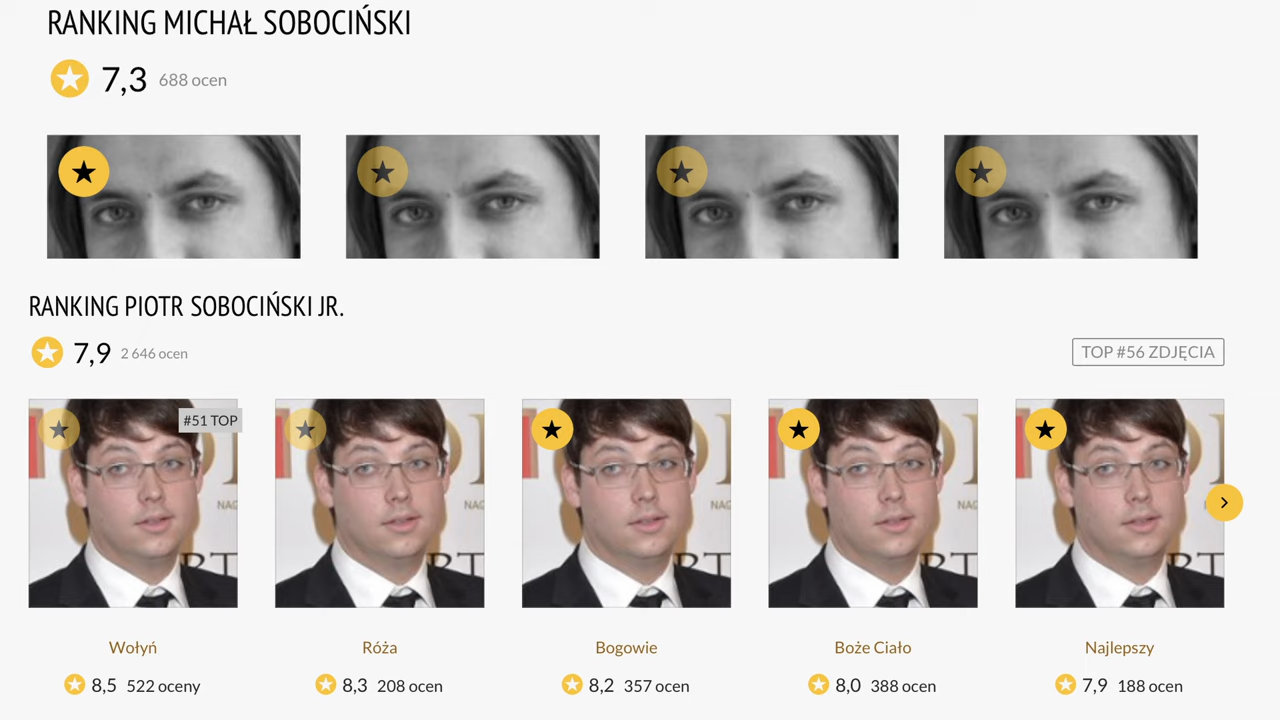 RANKING MICHAŁ SOBOCIŃSKI
7,3 688 ocen
RANKING PIOTR SOBOCIŃSKI JR.
7,9 2 646 ocen
TOP #56 ZDJĘCIA
#51 TOP
Wołyń
Róża
Bogowie
Boże Ciało
Najlepszy
8,5 522 oceny
8,3 208 ocen
8,2 357 ocen
8,0 388 ocen
7,9 188 ocen